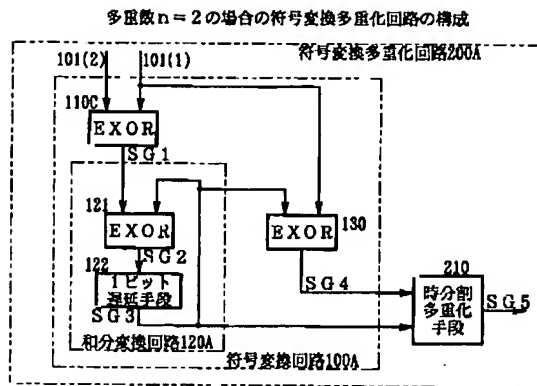 多重数n=2の場合の符号変換多重化回路の構成
符号変換多重化回路200A
101(2) 101(1)
110C
EXOR
SG1
121
EXOR
SG2
122
1ビット
遅延手段
SG3
和分変換回路120A
130
EXOR
SG4
符号変換回路100A
210
時分割
多重化
手段
SG5